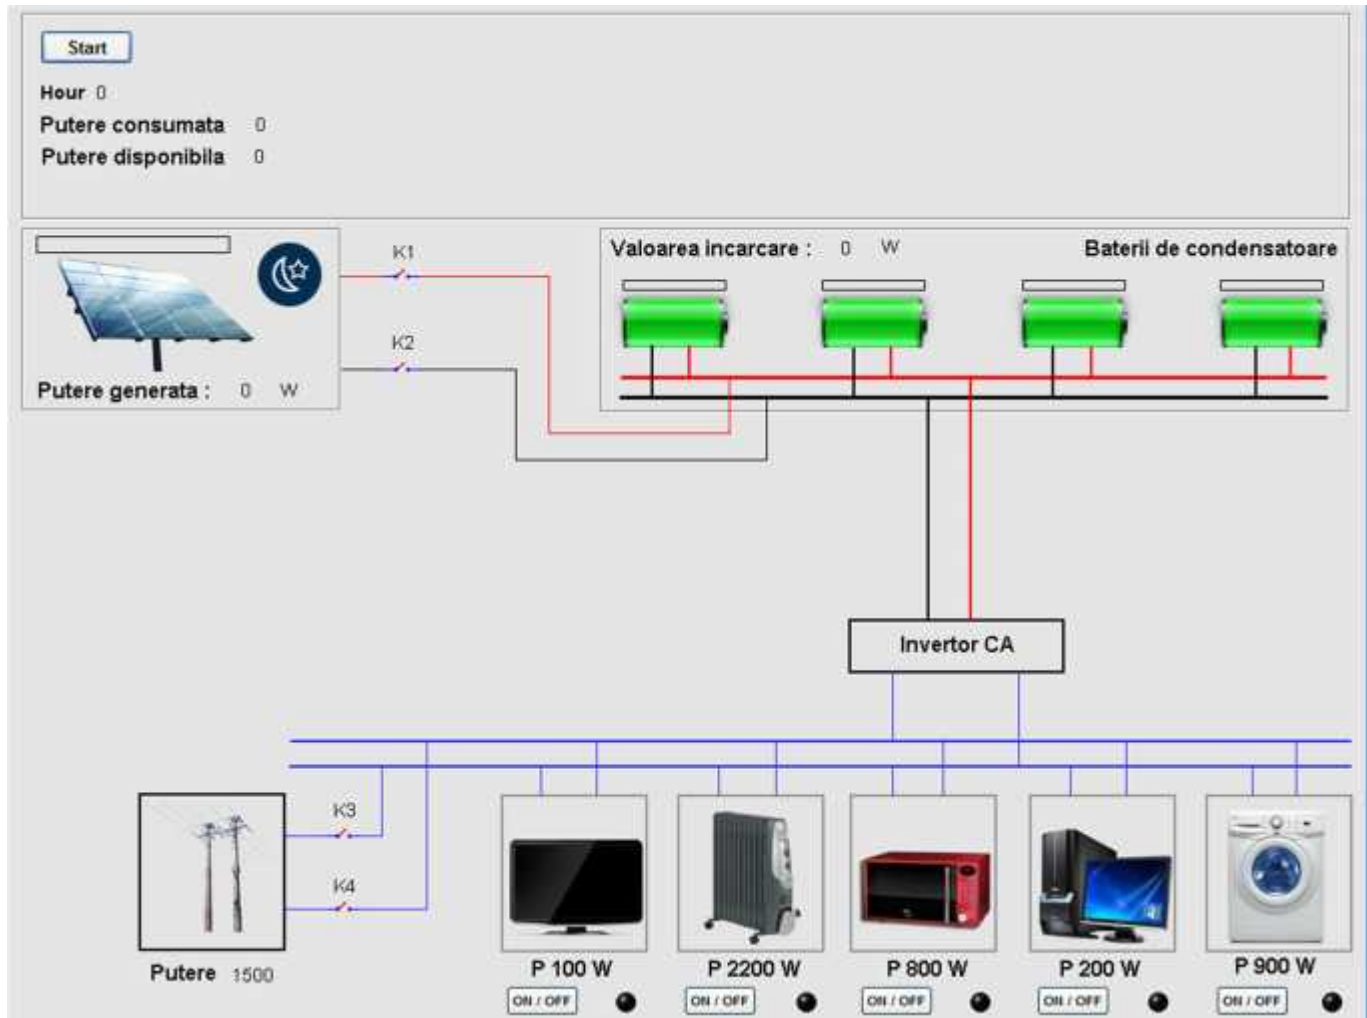 Start
Hour 0
Putere consumata 0
Putere disponibila 0
K1
Valoarea incarcare : 0 W
Baterii de condensatoare
K2
Putere generata : 0 W
Invertor CA
K3
K4
Putere 1500
P 100 W
P 2200 W
P 800 W
P 200 W
P 900 W
ON / OFF
ON / OFF
ON / OFF
ON / OFF
ON / OFF